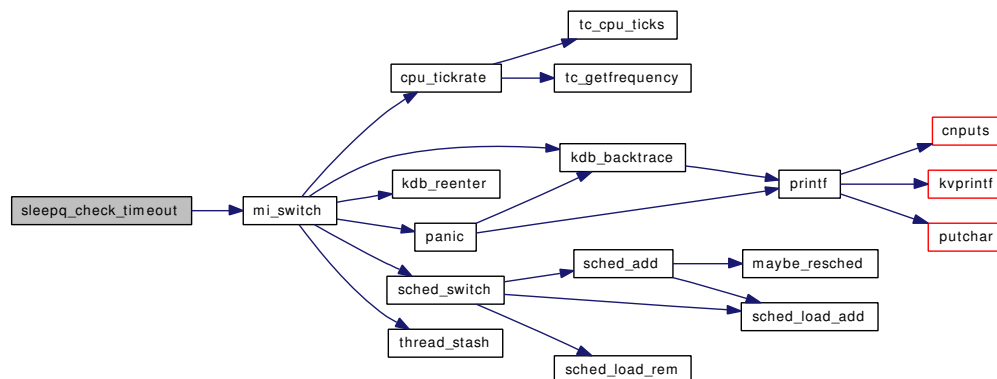 tc_cpu_ticks
cpu_tickrate
tc_getfrequency
cnputs
kdb_backtrace
kdb_reenter
printf
kvprintf
sleepq_check_timeout
mi_switch
panic
putchar
sched_add
maybe_resched
sched_switch
sched_load_add
thread_stash
sched_load_rem